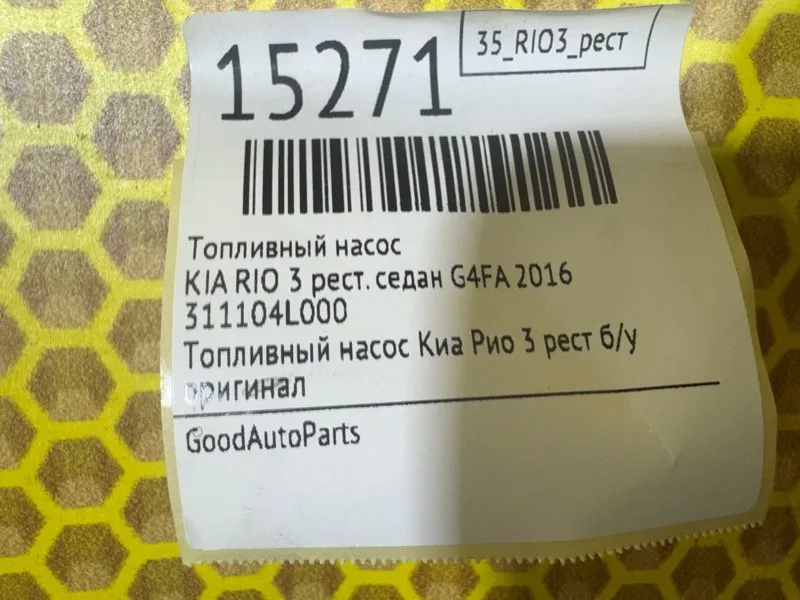 15271
35_RIO3_рест
Топливный насос
KIA RIO 3 рест. седан G4FA 2016
311104L000
Топливный насос Киа Рио 3 рест б/у
оригинал
GoodAutoParts